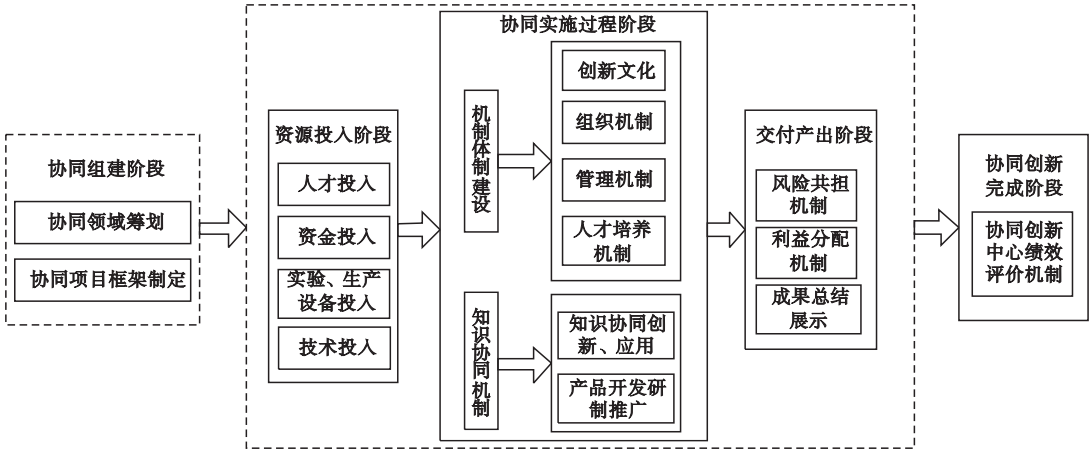 协同组建阶段
协同领域筹划
协同项目框架制定
资源投入阶段
人才投入
资金投入
实验、生产
设备投入
技术投入
协同实施过程阶段
机制体制建设
创新文化
组织机制
管理机制
人才培养
机制
知识协同机制
知识协同创
新、应用
产品开发研
制推广
交付产出阶段
风险共担
机制
利益分配
机制
成果总结
展示
协同创新
完成阶段
协同创新
中心绩效
评价机制